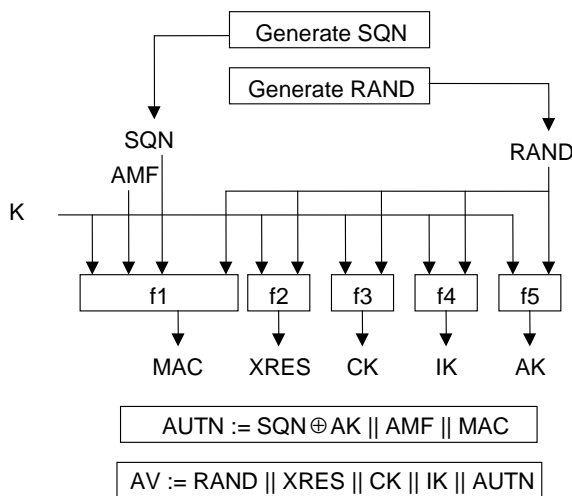 Generate SQN
Generate RAND
SQN
RAND
AMF
K
f1 f2 f3 f4 f5
MAC XRES CK IK AK
AUTN := SQN⊕AK || AMF || MAC
AV := RAND || XRES || CK || IK || AUTN